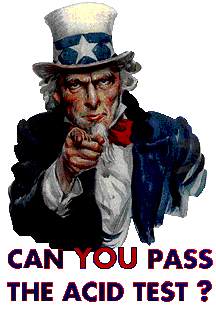 CAN YOU PASS
THE ACID TEST ?